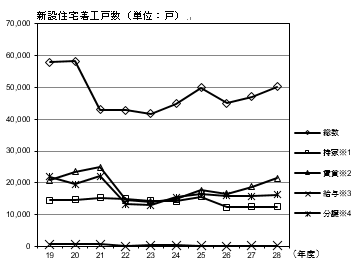 新設住宅着工戸数（単位：戸）
70,000
60,000
50,000
40,000
30,000
20,000
10,000
0
19 20 21 22 23 24 25 26 27 28 （年度）
総数
持家※1
賃貸※2
給与※3
分譲※4